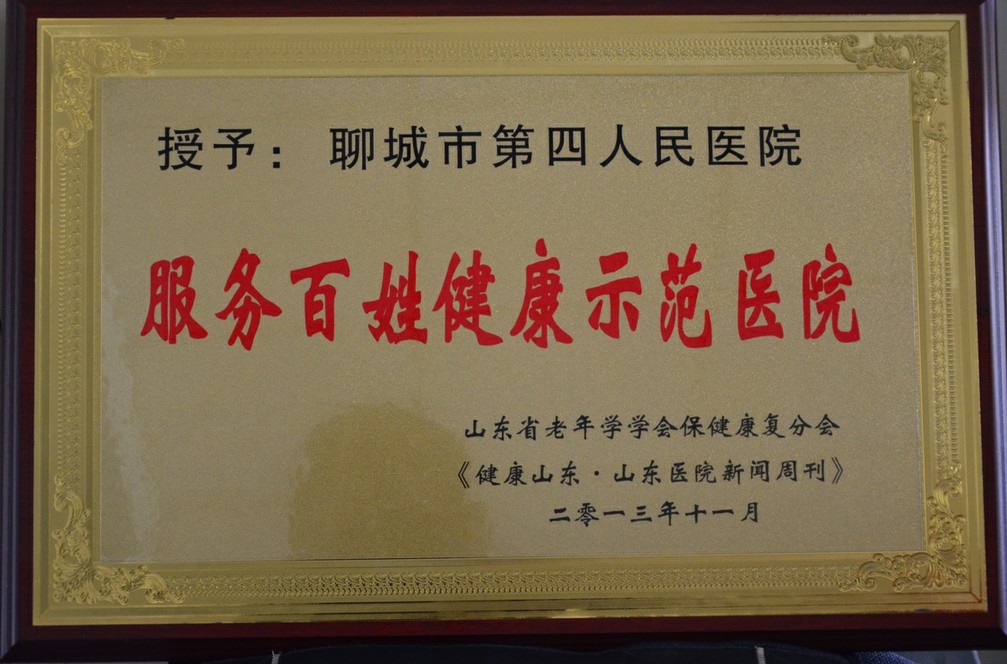 授予：聊城市第四人民医院
服务百姓健康示范医院
山东省老年学学会保健康复分会
《健康山东·山东医院新闻周刊》
二零一三年十一月